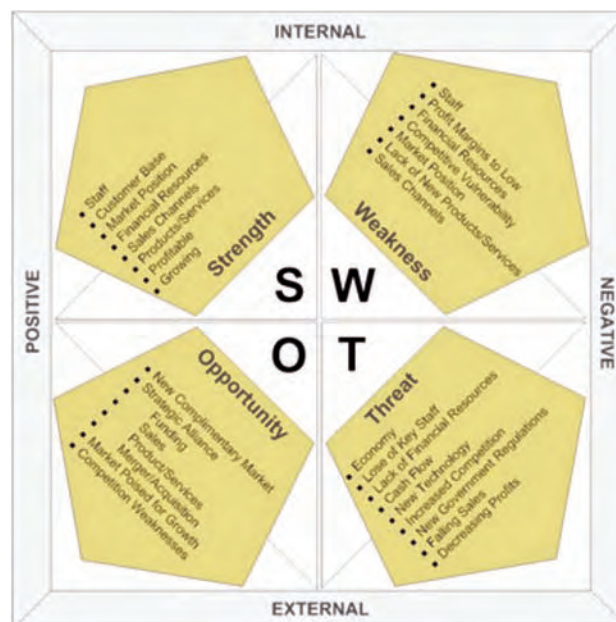 INTERNAL
POSITIVE
NEGATIVE
EXTERNAL
S W
O T
Strength
Staff
Customer Base
Market Position
Financial Resources
Sales Channels
Products/Services
Profitable
Growing
Weakness
Staff
Profit Margins to Low
Financial Resources
Competitive Vulnerability
Market Position
Lack of New Products/Services
Sales Channels
Opportunity
New Complimentary Market
Strategic Aliance
Funding
Sales
Product/Services
Merger/Acquisition
Market Poised for Growth
Competition Weaknesses
Threat
Economy
Lose of Key Staff
Lack of Financial Resources
Cash Flow
New Technology
Increased Competition
New Government Regulations
Falling Sales
Decreasing Profits